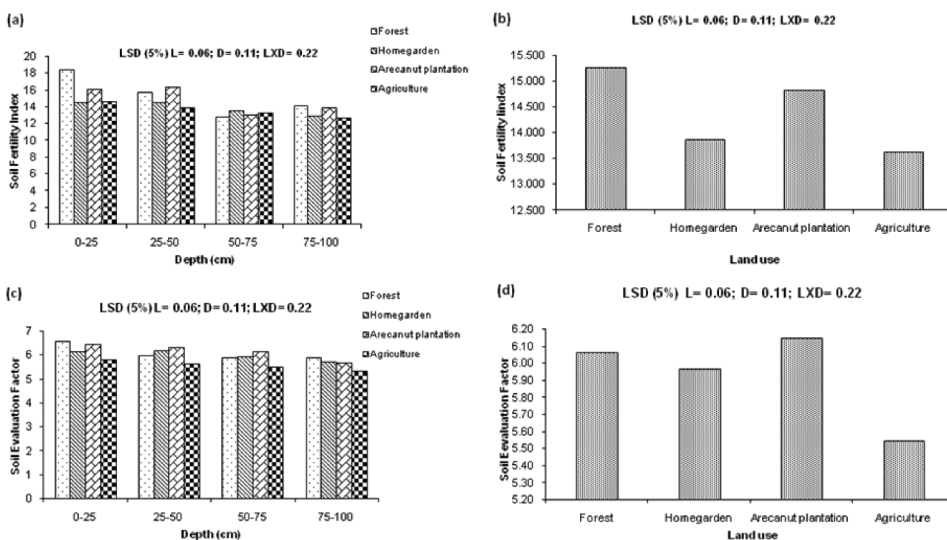 (a)
LSD (5%) L= 0.06; D= 0.11; LXD= 0.22
Forest
Homegarden
Arecanut plantation
Agriculture
Soil Fertility Iindex
20
18
16
14
12
10
8
6
4
2
0
0-25
25-50
50-75
75-100
Depth (cm)
(b)
LSD (5%) L= 0.06; D= 0.11; LXD= 0.22
Soil Fertility Iindex
15.500
15.000
14.500
14.000
13.500
13.000
12.500
Forest
Homegarden
Arecanut plantation
Agriculture
Land use
(c)
LSD (5%) L= 0.06; D= 0.11; LXD= 0.22
Forest
Homegarden
Arecanut plantation
Agriculture
Soil Evaluation Factor
7
6
5
4
3
2
1
0
0-25
25-50
50-75
75-100
Depth (cm)
(d)
LSD (5%) L= 0.06; D= 0.11; LXD= 0.22
Soil Eevaluation Factor
6.20
6.10
6.00
5.90
5.80
5.70
5.60
5.50
5.40
5.30
5.20
Forest
Homegarden
Arecanut plantation
Agriculture
Land use